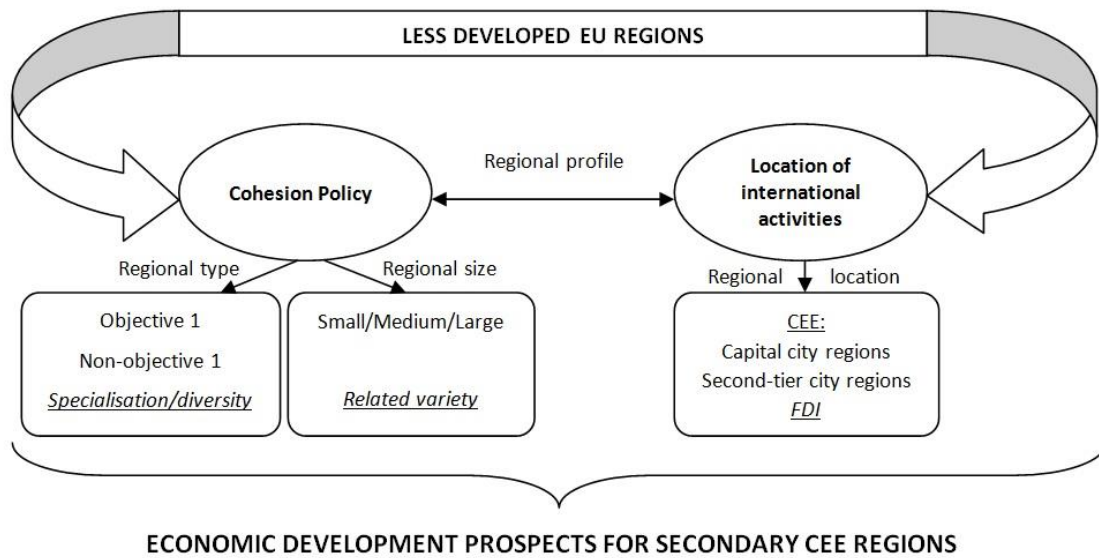 LESS DEVELOPED EU REGIONS
Regional profile
Cohesion Policy
Location of
international
activities
Regional type
Regional size
Regional location
Objective 1
Non-objective 1
Specialisation/diversity
Small/Medium/Large
Related variety
CEE:
Capital city regions
Second-tier city regions
FDI
ECONOMIC DEVELOPMENT PROSPECTS FOR SECONDARY CEE REGIONS